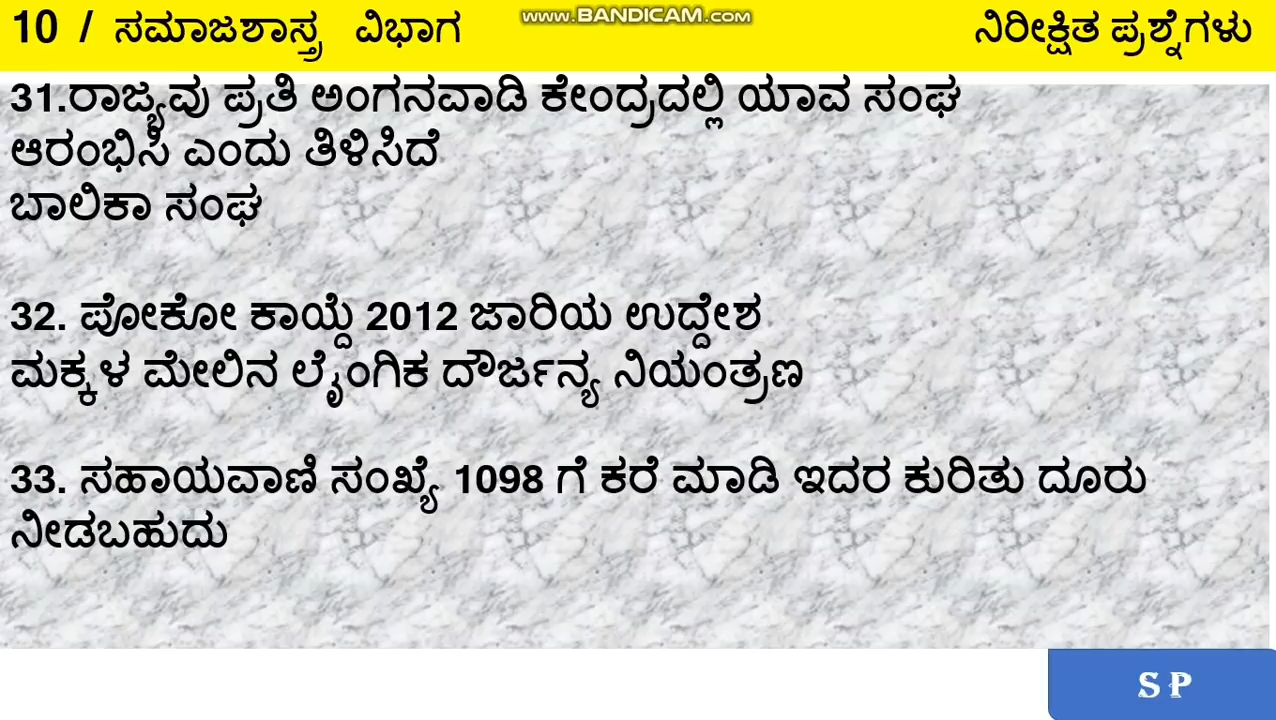 10 / ಸಮಾಜಶಾಸ್ತ್ರ ವಿಭಾಗ
www.BANDICAM.com
ನಿರೀಕ್ಷಿತ ಪ್ರಶ್ನೆಗಳು
31.ರಾಜ್ಯವು ಪ್ರತಿ ಅಂಗನವಾಡಿ ಕೇಂದ್ರದಲ್ಲಿ ಯಾವ ಸಂಘ
ಆರಂಭಿಸಿ ಎಂದು ತಿಳಿಸಿದೆ
ಬಾಲಿಕಾ ಸಂಘ
32. ಪೋಕೋ ಕಾಯ್ದೆ 2012 ಜಾರಿಯ ಉದ್ದೇಶ
ಮಕ್ಕಳ ಮೇಲಿನ ಲೈಂಗಿಕ ದೌರ್ಜನ್ಯ ನಿಯಂತ್ರಣ
33. ಸಹಾಯವಾಣಿ ಸಂಖ್ಯೆ 1098 ಗೆ ಕರೆ ಮಾಡಿ ಇದರ ಕುರಿತು ದೂರು
ನೀಡಬಹುದು
S P